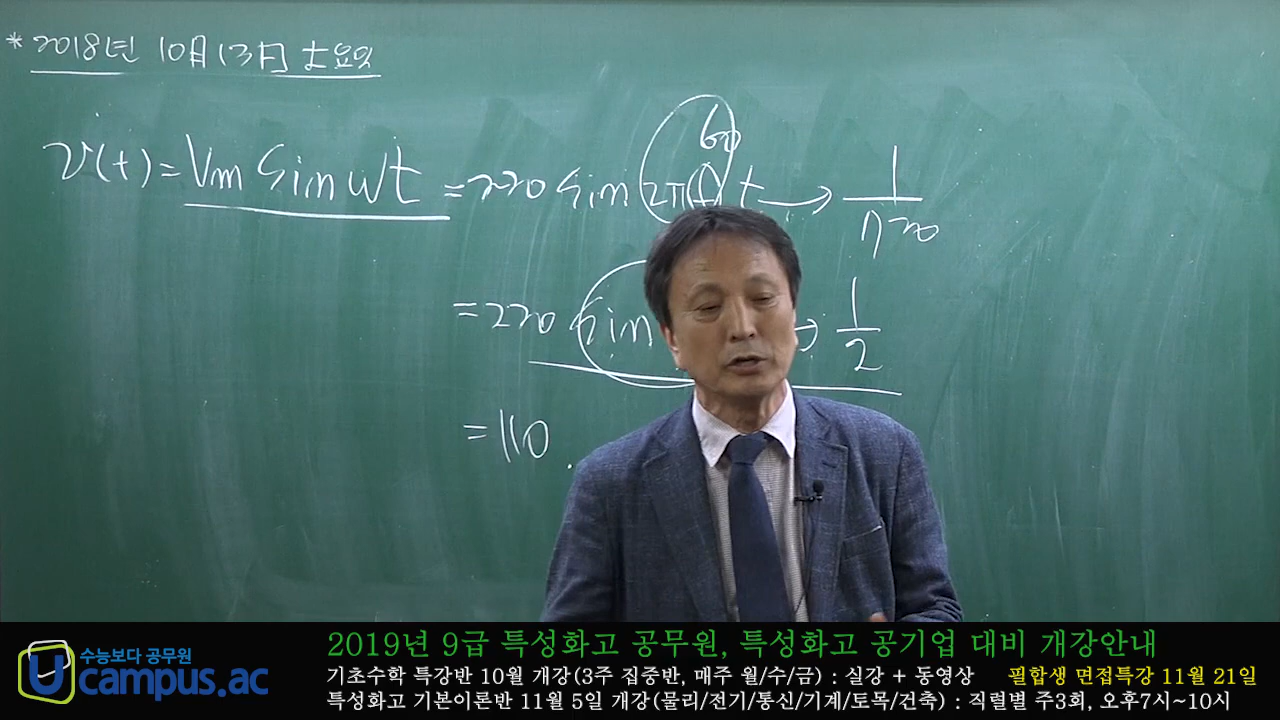 * 2018년 10月 13日 土요일
v(t) = Vm sin wt = 220 sin 2π(f) t → 1/720
60
= 220 sin → 1/2
= 110
수능보다 공무원
Ucampus.ac
2019년 9급 특성화고 공무원, 특성화고 공기업 대비 개강안내
기초수학 특강반 10월 개강(3주 집중반, 매주 월/수/금) : 실강 + 동영상 필합생 면접특강 11월 21일
특성화고 기본이론반 11월 5일 개강(물리/전기/통신/기계/토목/건축) : 직렬별 주3회, 오후7시~10시